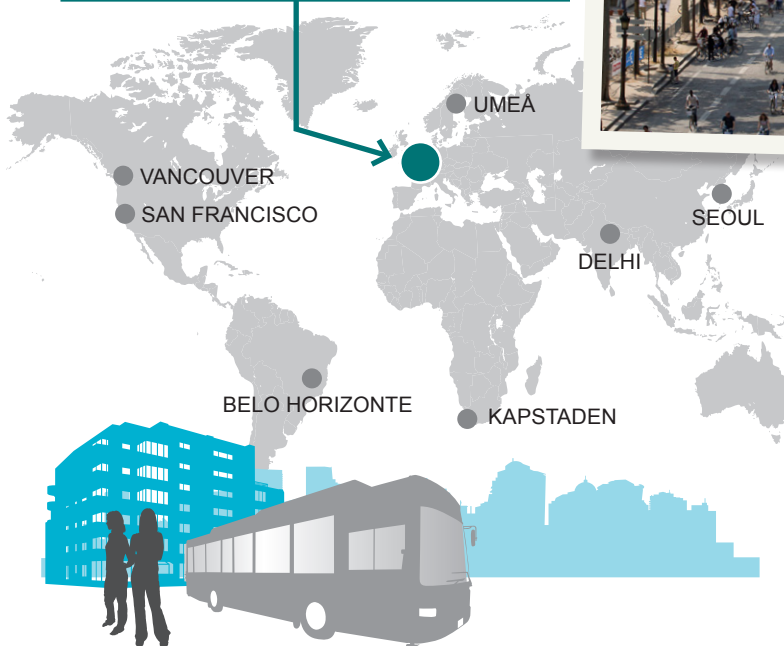 UMEÅ
VANCOUVER
SAN FRANCISCO
SEOUL
DELHI
BELO HORIZONTE
KAPSTADEN